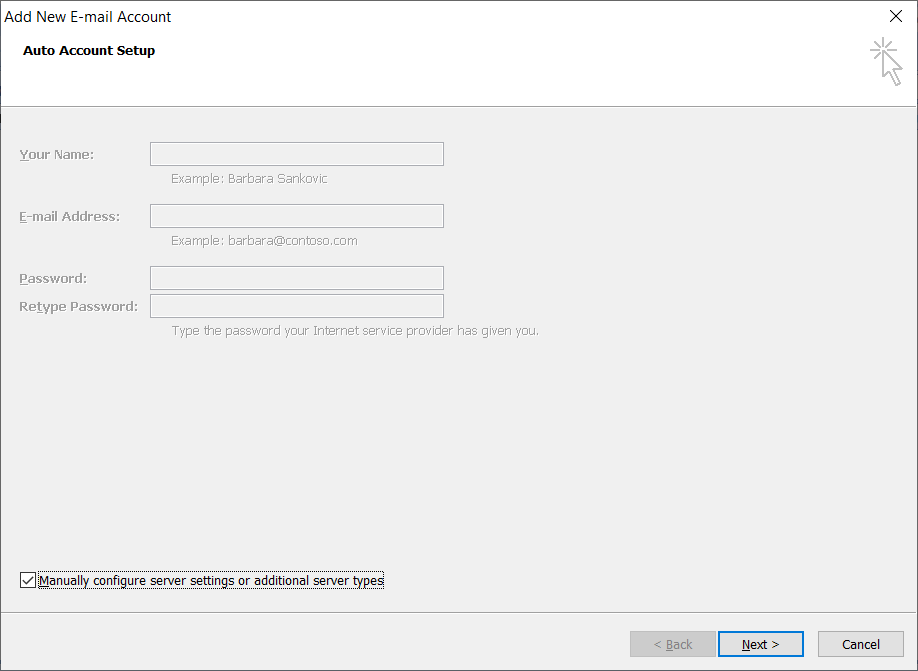 Add New E-mail Account
Auto Account Setup
Your Name:
Example: Barbara Sankovic
E-mail Address:
Example: barbara@contoso.com
Password:
Retype Password:
Type the password your Internet service provider has given you.
Manually configure server settings or additional server types
< Back Next > Cancel